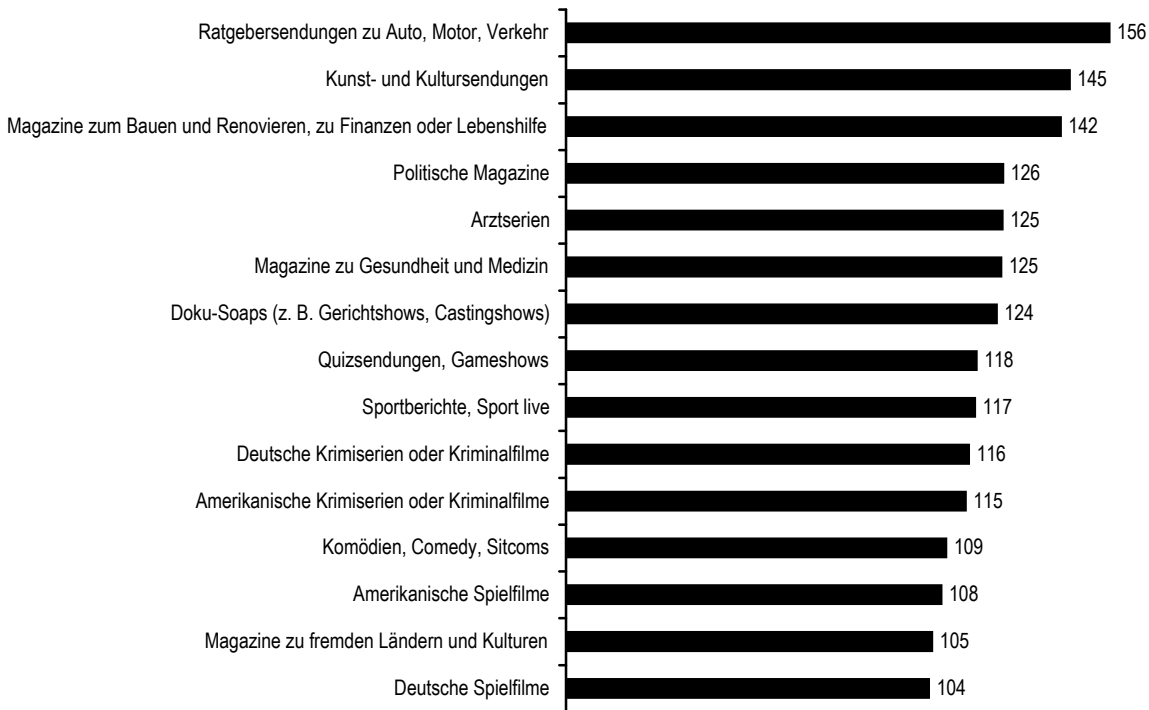 Ratgebersendungen zu Auto, Motor, Verkehr 156
Kunst- und Kultursendungen 145
Magazine zum Bauen und Renovieren, zu Finanzen oder Lebenshilfe 142
Politische Magazine 126
Arztserien 125
Magazine zu Gesundheit und Medizin 125
Doku-Soaps (z. B. Gerichtshows, Castingshows) 124
Quizsendungen, Gameshows 118
Sportberichte, Sport live 117
Deutsche Krimiserien oder Kriminalfilme 116
Amerikanische Krimiserien oder Kriminalfilme 115
Komödien, Comedy, Sitcoms 109
Amerikanische Spielfilme 108
Magazine zu fremden Ländern und Kulturen 105
Deutsche Spielfilme 104